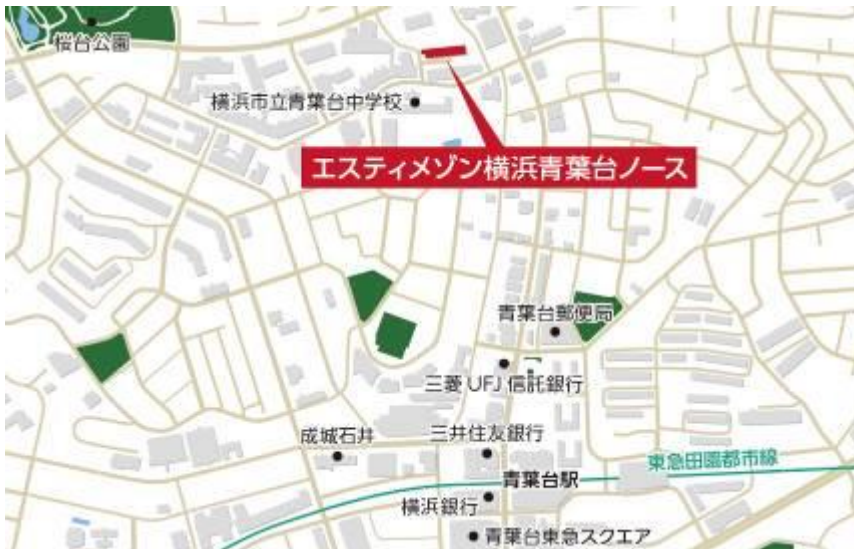 桜台公園
横浜市立青葉台中学校
エスティメゾン横浜青葉台ノース
青葉台郵便局
三菱UFJ信託銀行
成城石井
三井住友銀行
東急田園都市線
青葉台駅
横浜銀行
青葉台東急スクエア